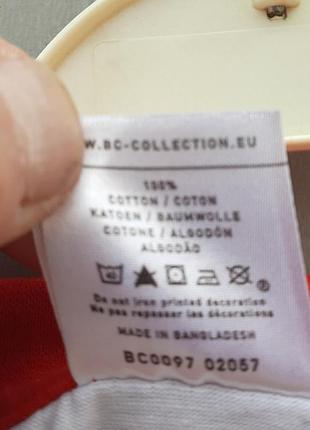 W.BC-COLLECTION.EU
100%
COTTON / COTON
KATOEN / BAUMWOLLE
COTONE / ALGODÓN
ALGODÃO
40
Do not iron printed decoration
Ne pas repasser les décorations
MADE IN BANGLADESH
BC0097 02057